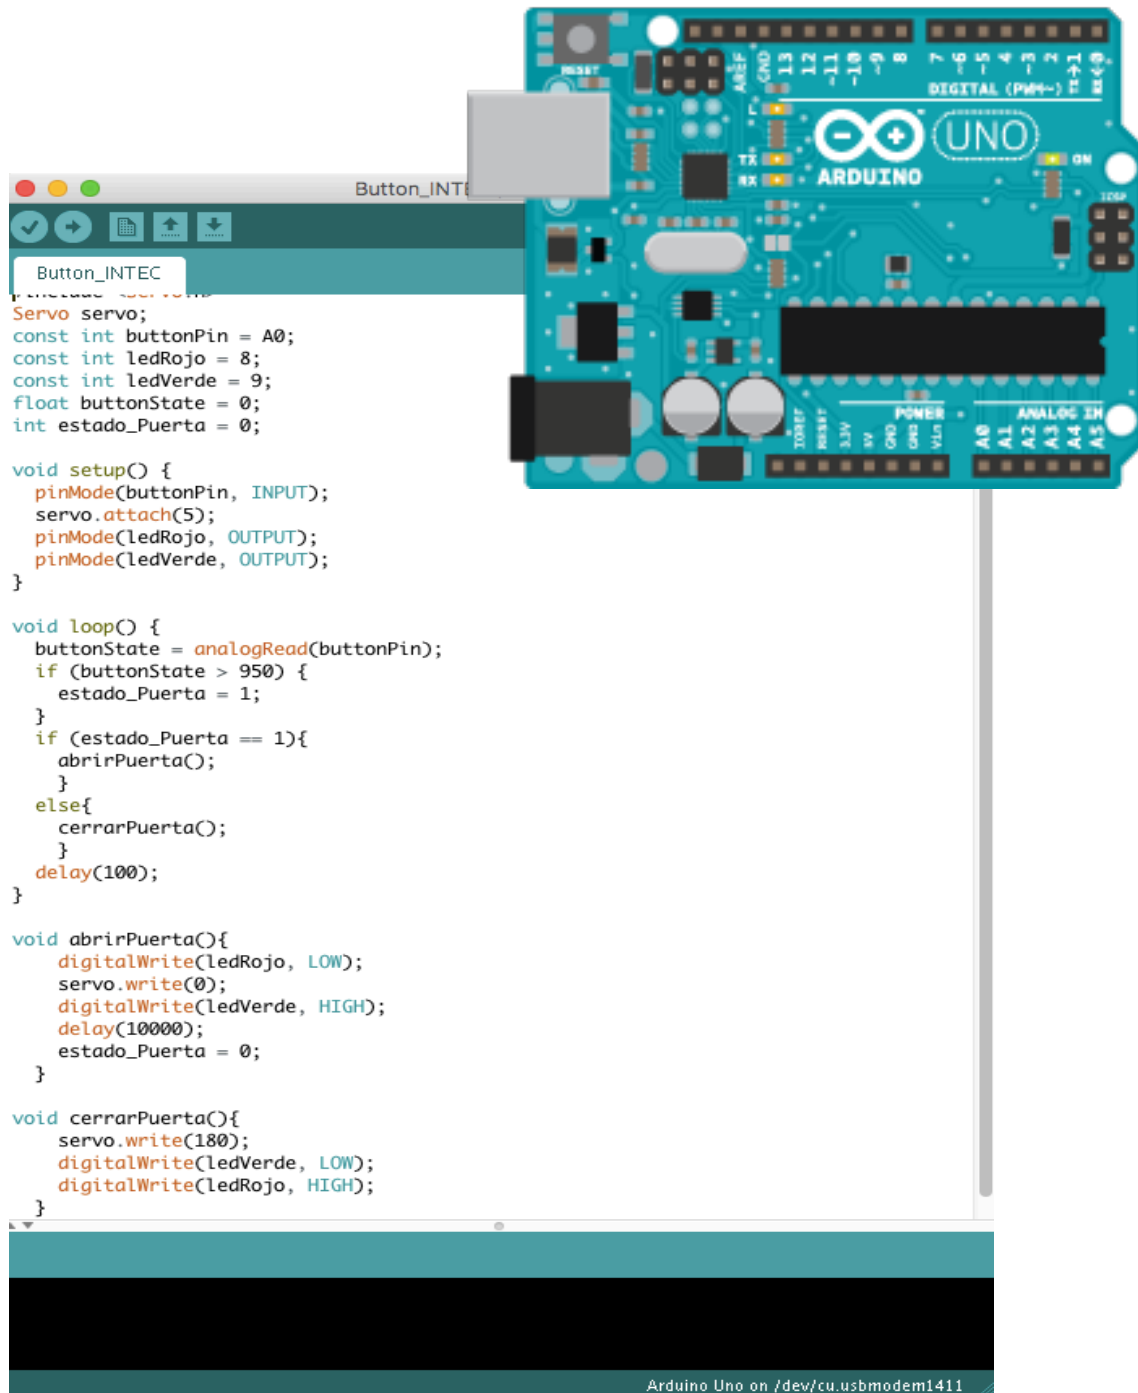 Button_INTE
Button_INTEC
#include <Servo.h>
Servo servo;
const int buttonPin = A0;
const int ledRojo = 8;
const int ledVerde = 9;
float buttonState = 0;
int estado_Puerta = 0;
void setup() {
pinMode(buttonPin, INPUT);
servo.attach(5);
pinMode(ledRojo, OUTPUT);
pinMode(ledVerde, OUTPUT);
}
void loop() {
buttonState = analogRead(buttonPin);
if (buttonState > 950) {
estado_Puerta = 1;
}
if (estado_Puerta == 1){
abrirPuerta();
}
else{
cerrarPuerta();
}
delay(100);
}
void abrirPuerta(){
digitalWrite(ledRojo, LOW);
servo.write(0);
digitalWrite(ledVerde, HIGH);
delay(10000);
estado_Puerta = 0;
}
void cerrarPuerta(){
servo.write(180);
digitalWrite(ledVerde, LOW);
digitalWrite(ledRojo, HIGH);
}
Arduino Uno on /dev/cu.usbmodem1411
RESET
AREF
GND
13
12
~11
~10
~9
8
7
~6
~5
4
~3
2
TX→1
RX←0
DIGITAL (PWM~)
L
TX
RX
UNO
ARDUINO
ON
ICSP
IOREF
RESET
3.3V
5V
GND
GND
Vin
POWER
ANALOG IN
A0
A1
A2
A3
A4
A5